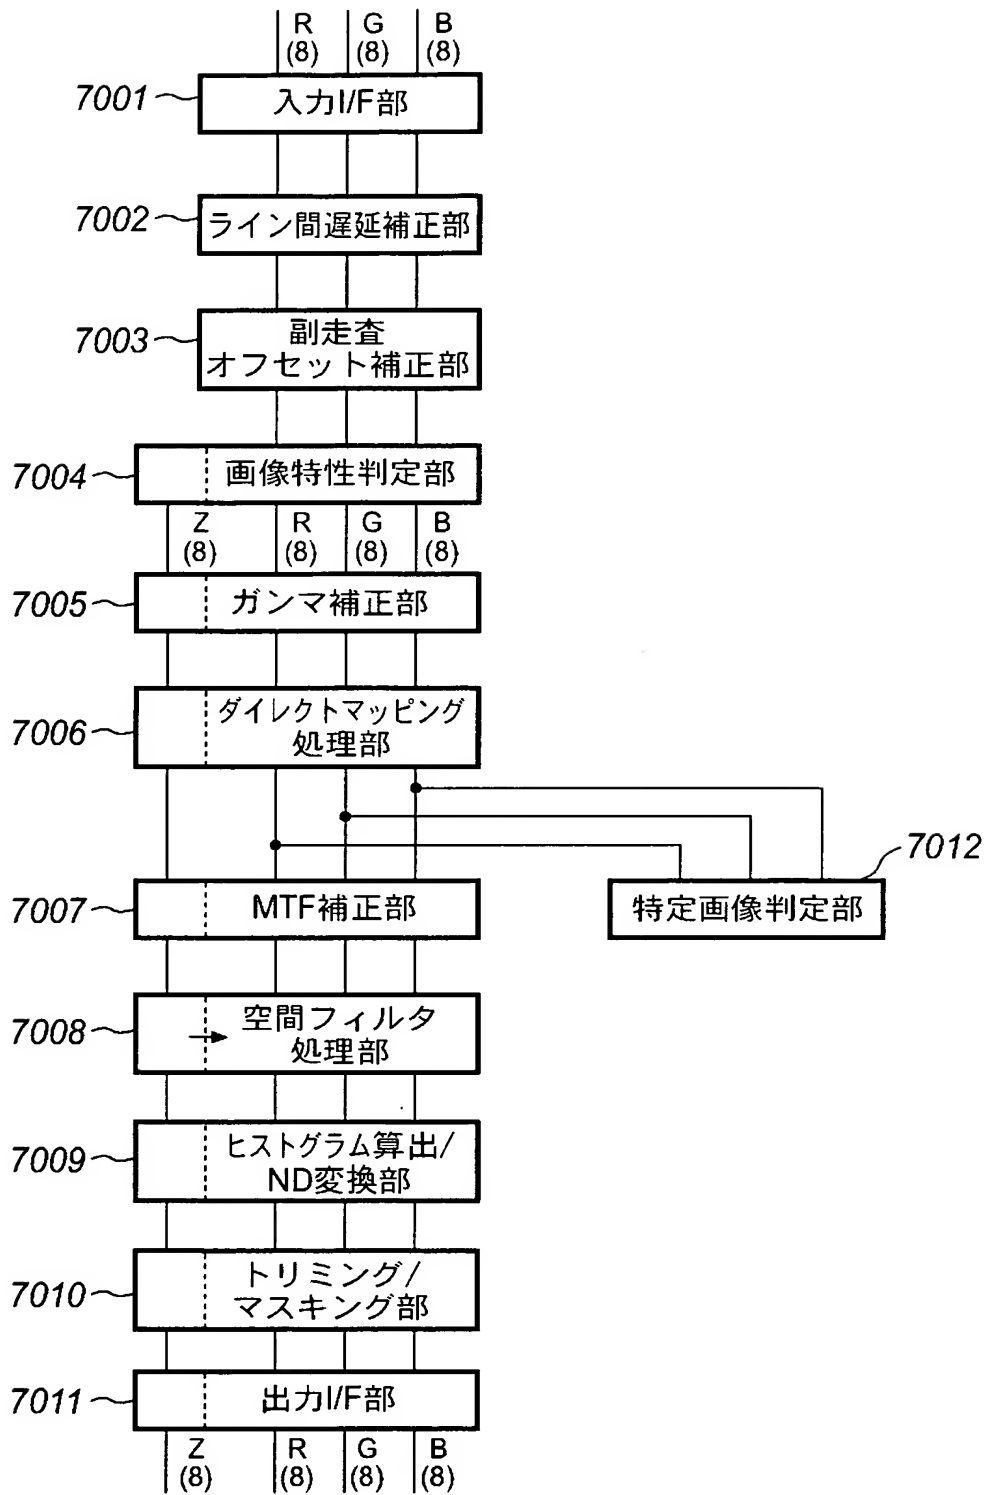 R G B
(8) (8) (8)
7001 入力I/F部
7002 ライン間遅延補正部
7003 副走査
オフセット補正部
7004 画像特性判定部
Z R G B
(8) (8) (8) (8)
7005 ガンマ補正部
7006 ダイレクトマッピング
処理部
7012
7007 MTF補正部 特定画像判定部
7008 空間フィルタ
処理部
7009 ヒストグラム算出/
ND変換部
7010 トリミング/
マスキング部
7011 出力I/F部
Z R G B
(8) (8) (8) (8)